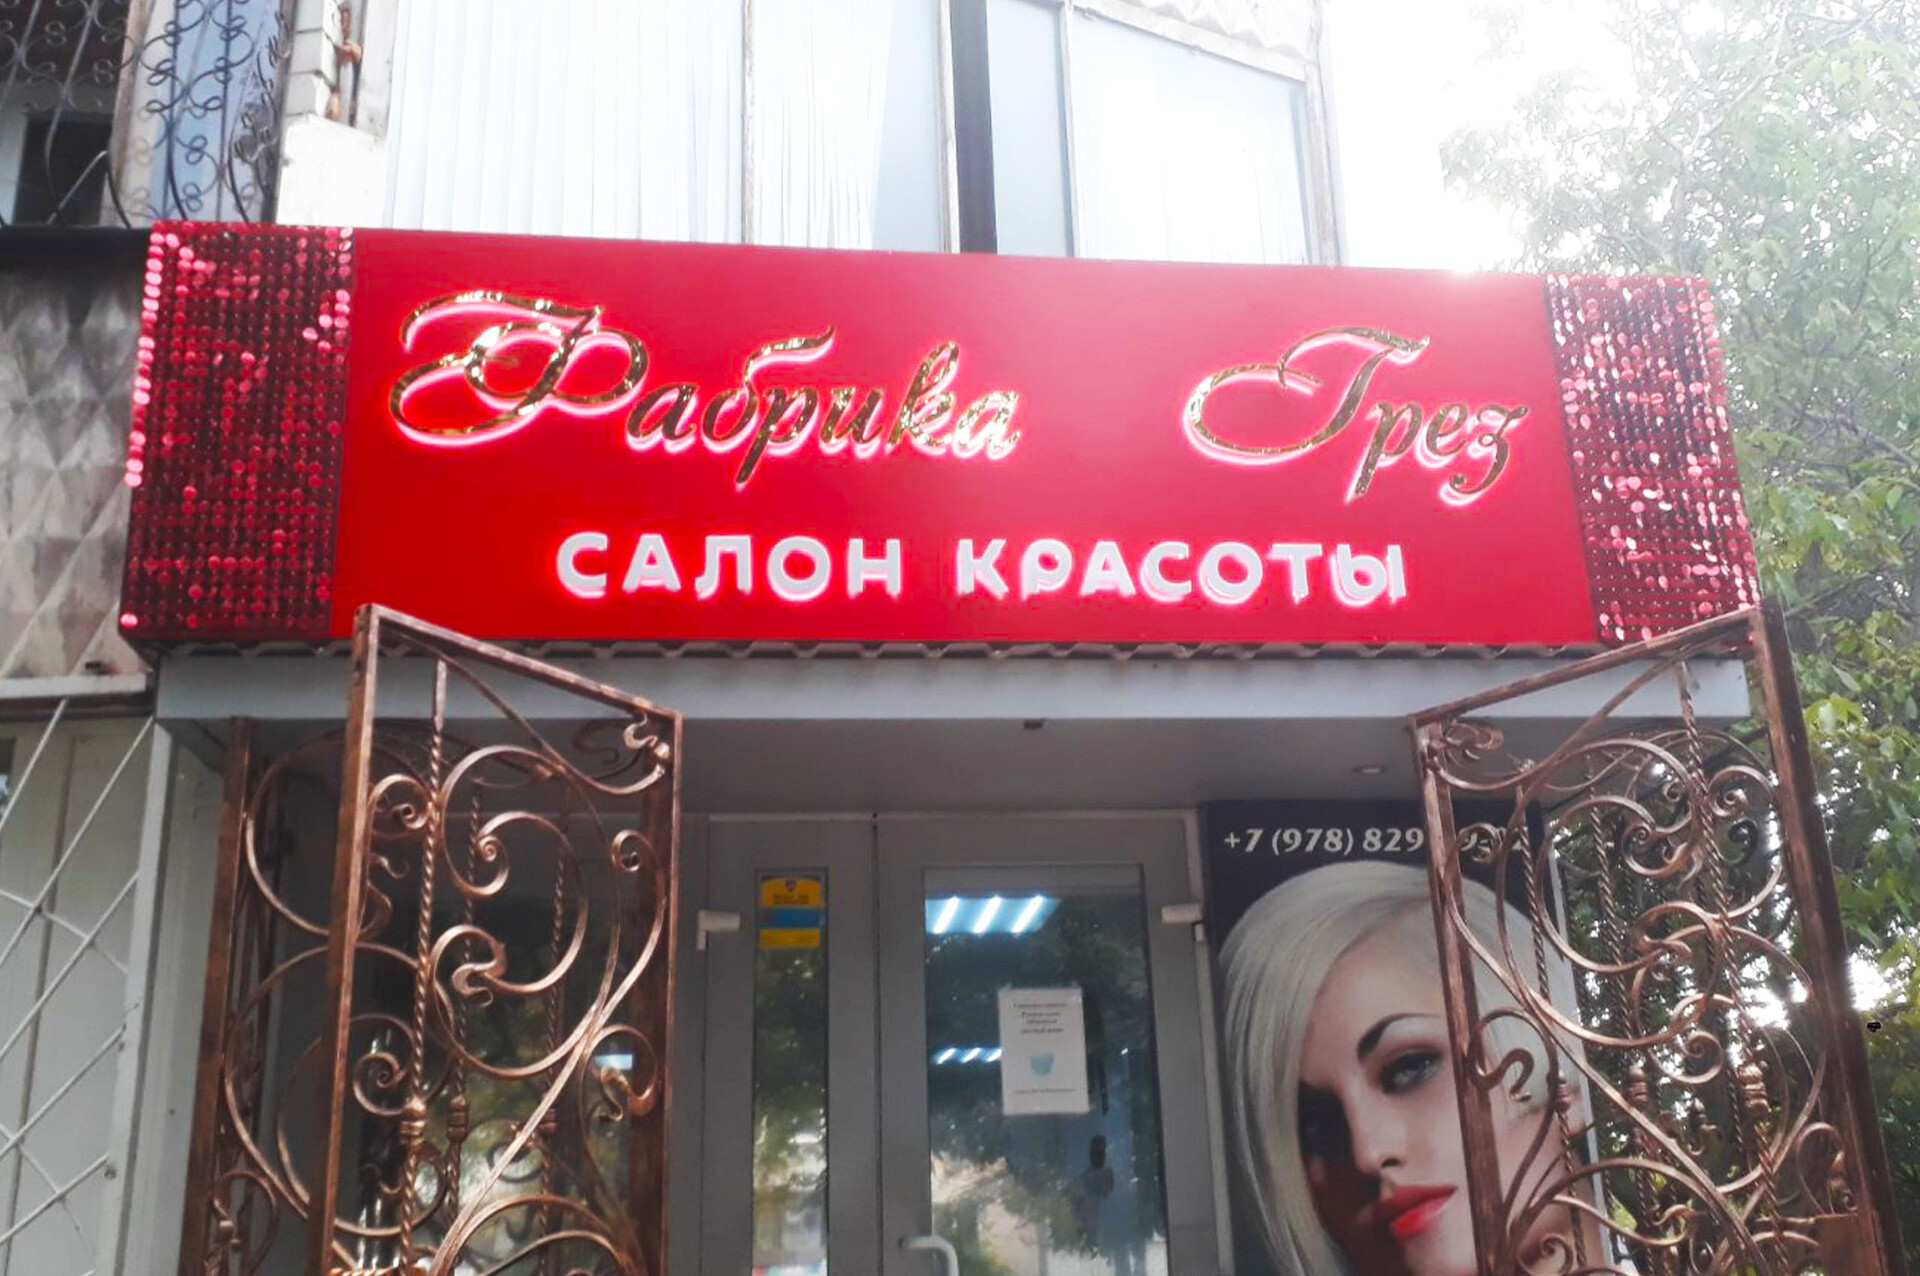 Фабрика Грез
САЛОН КРАСОТЫ
+7 (978) 829